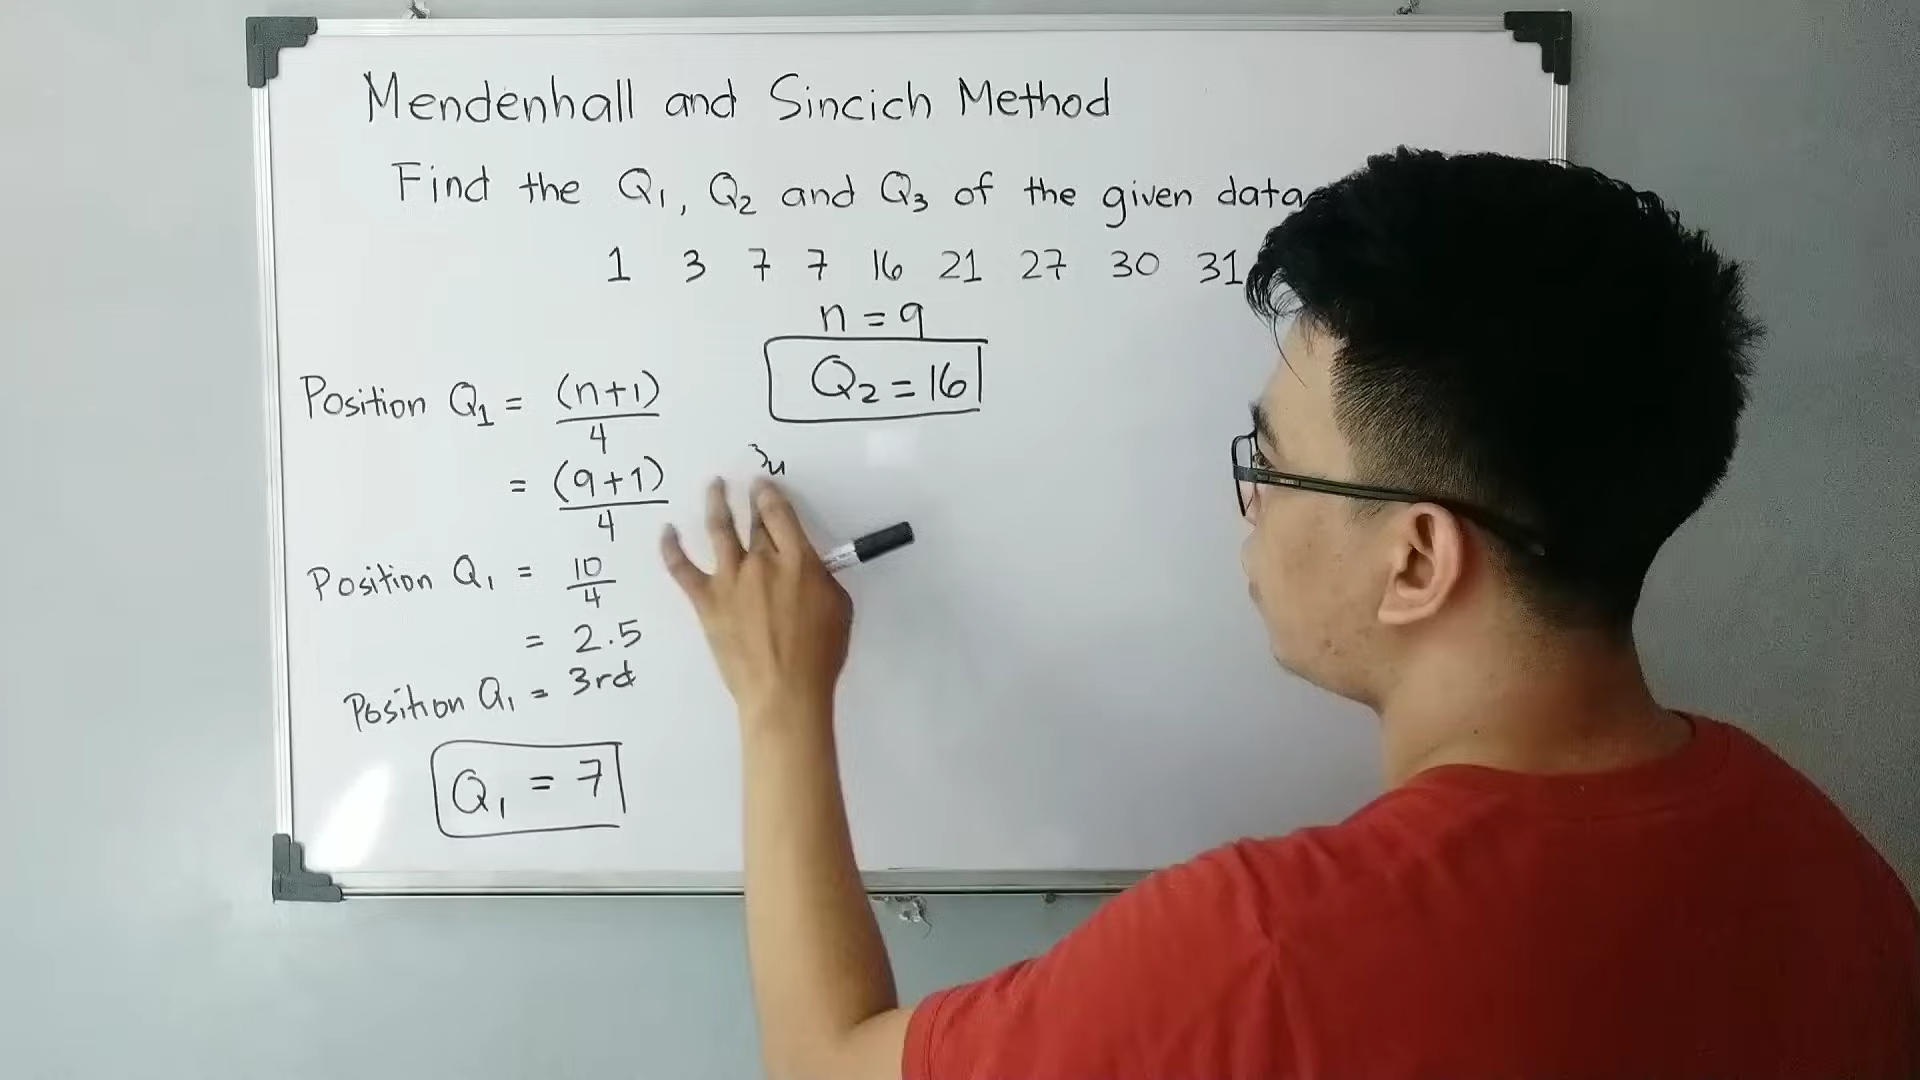 Mendenhall and Sincich Method
Find the Q1, Q2 and Q3 of the given data
1 3 7 7 16 21 27 30 31
n = 9
Q2 = 16
Position Q1 = (n+1)
4
= (9+1)
4
Position Q1 = 10
4
= 2.5
Position Q1 = 3rd
Q1 = 7